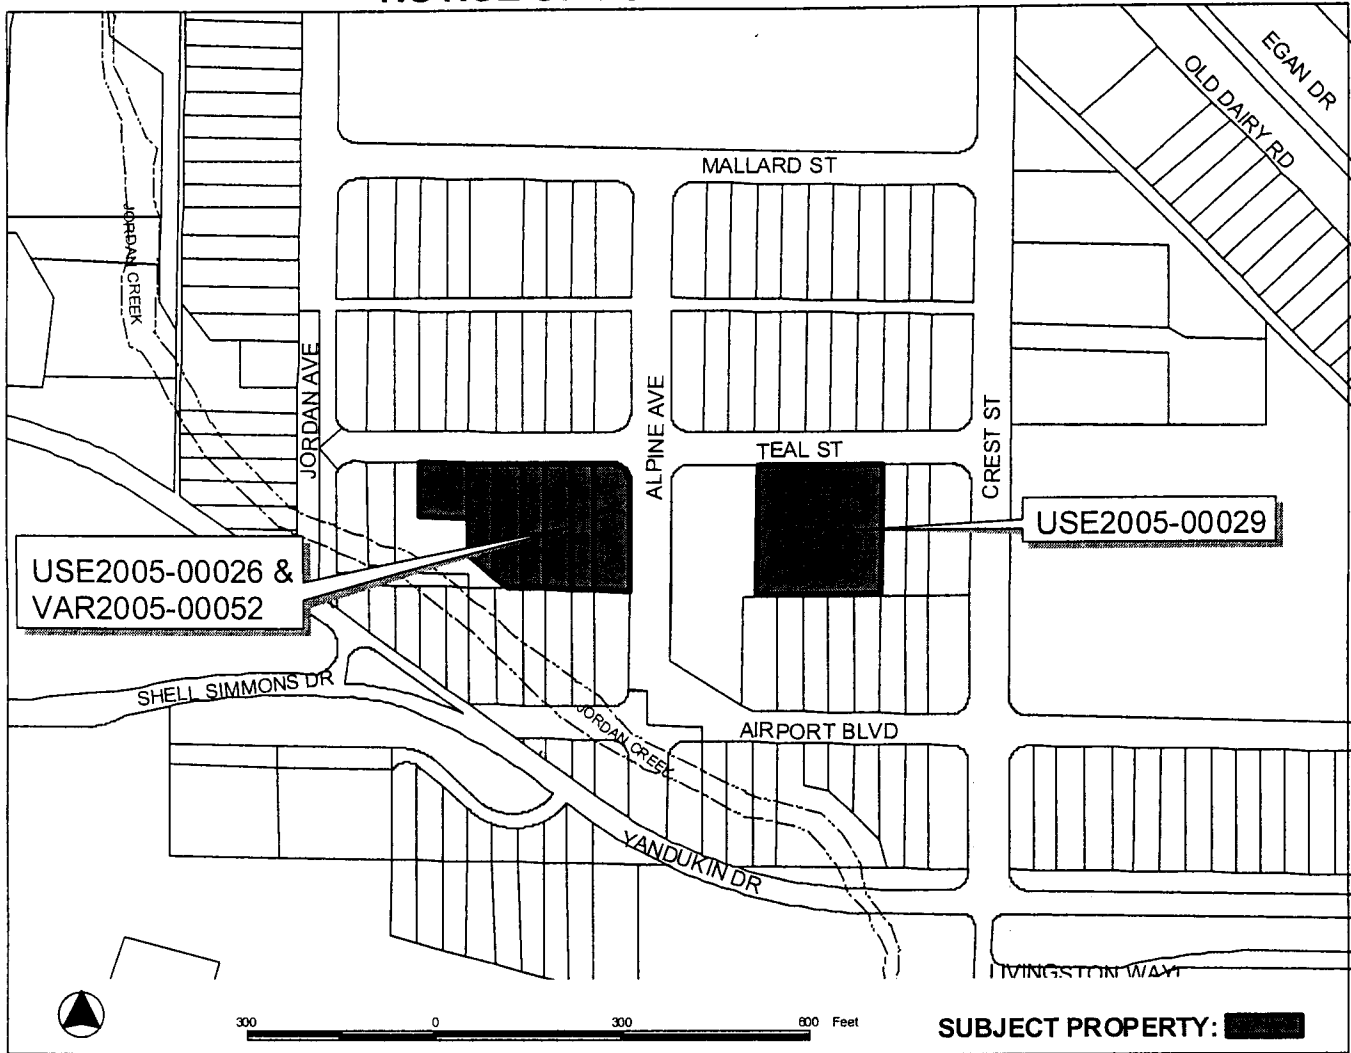 EGAN DR
OLD DAIRY RD
MALLARD ST
JORDAN CREEK
JORDAN AVE
ALPINE AVE
TEAL ST
CREST ST
USE2005-00029
USE2005-00026 &
VAR2005-00052
SHELL SIMMONS DR
JORDAN CREEK
AIRPORT BLVD
YANDUKIN DR
LIVINGSTON WAY
300 0 300 600 Feet
SUBJECT PROPERTY: